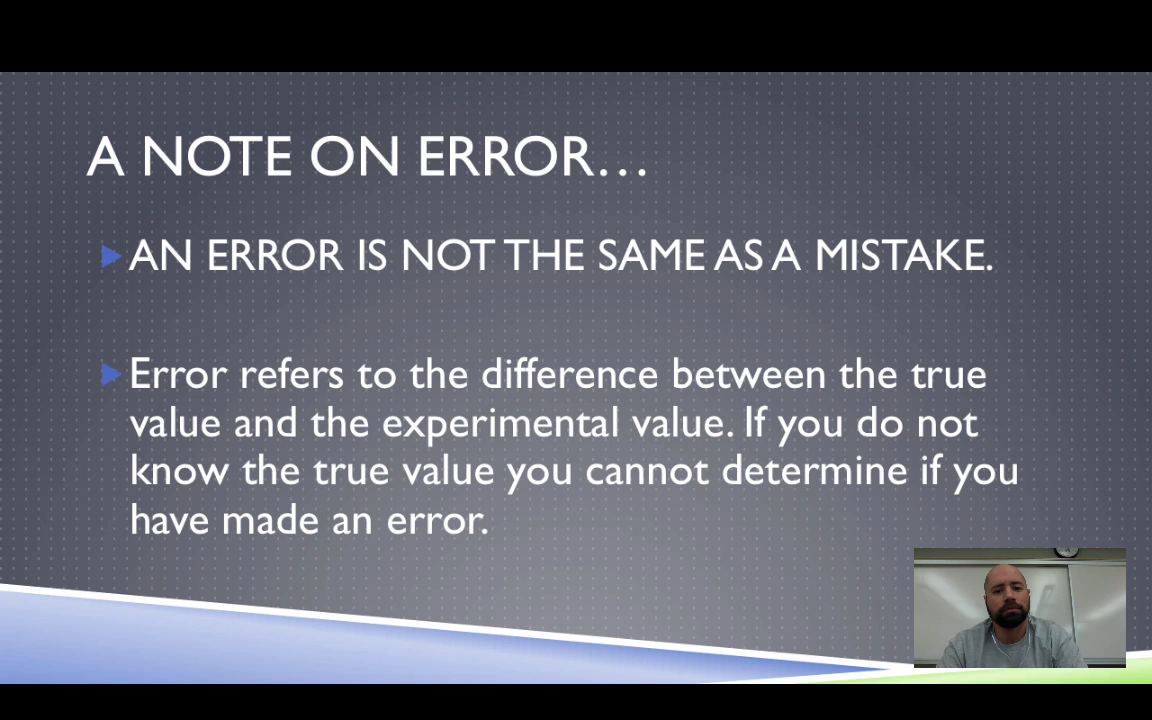 A NOTE ON ERROR...
AN ERROR IS NOT THE SAME AS A MISTAKE.
Error refers to the difference between the true
value and the experimental value. If you do not
know the true value you cannot determine if you
have made an error.